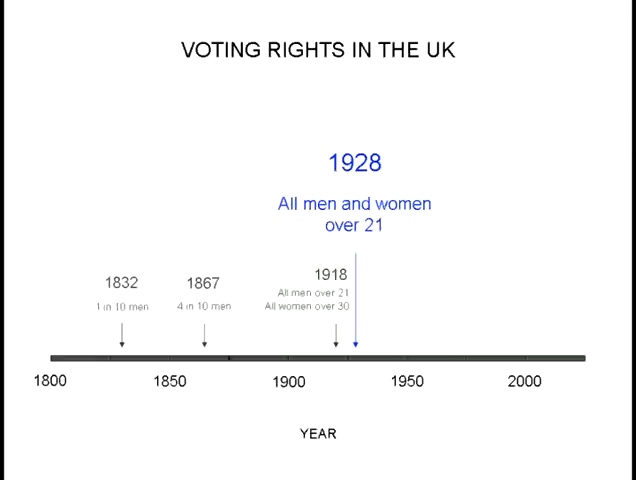 VOTING RIGHTS IN THE UK
1928
All men and women
over 21
1832
1 in 10 men
1867
4 in 10 men
1918
All men over 21
All women over 30
1800 1850 1900 1950 2000
YEAR